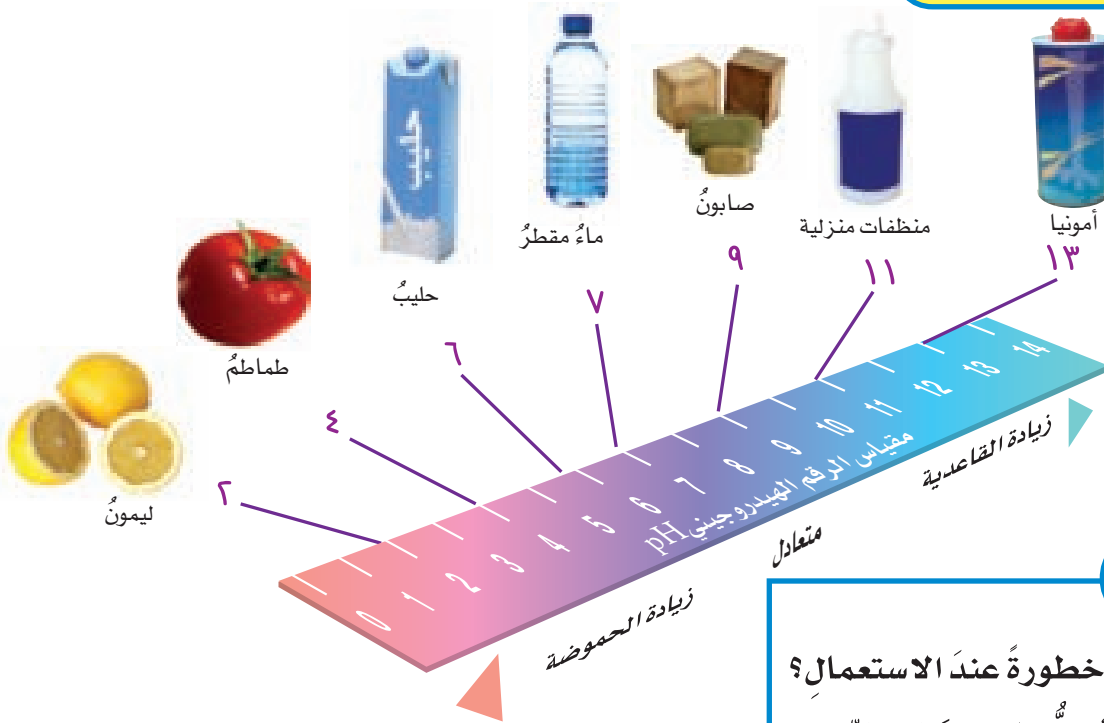 حليب
أمونيا
منظفات منزلية
صابونٌ
ماءٌ مقطرٌ
حليبٌ
طماطمٌ
ليمونٌ
١٣
١١
٩
٧
٦
٤
٢
0 1 2 3 4 5 6 7 8 9 10 11 12 13 14
مقياس الرقم الهيدروجيني pH
زيادة القاعدية
متعادل
زيادة الحموضة
خطورةً عندَ الاستعمالِ؟